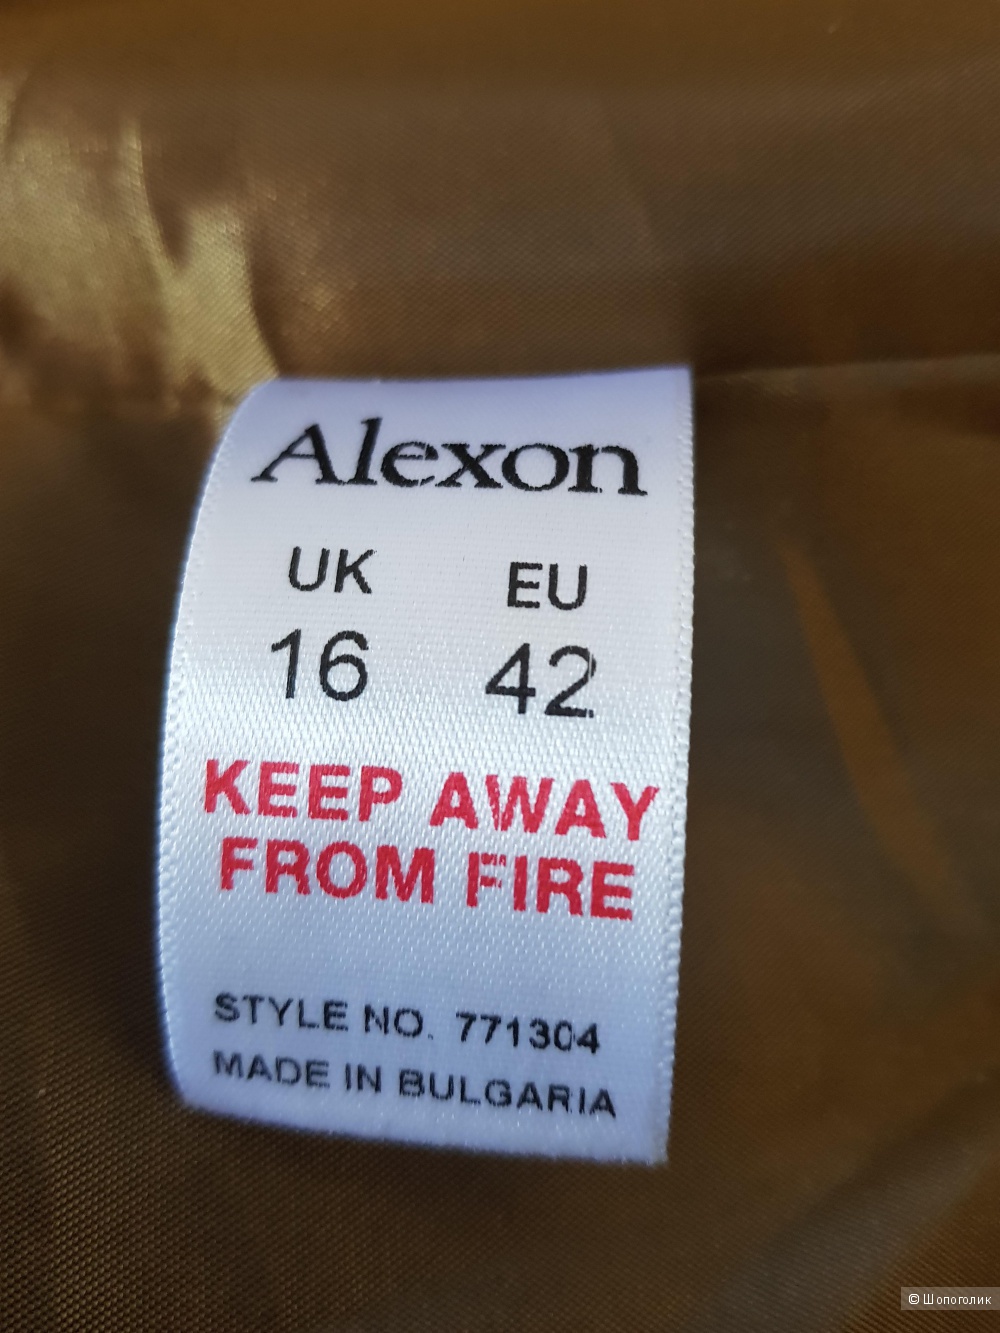 Alexon
UK EU
16 42
KEEP AWAY
FROM FIRE
STYLE NO. 771304
MADE IN BULGARIA
© Шопоголик